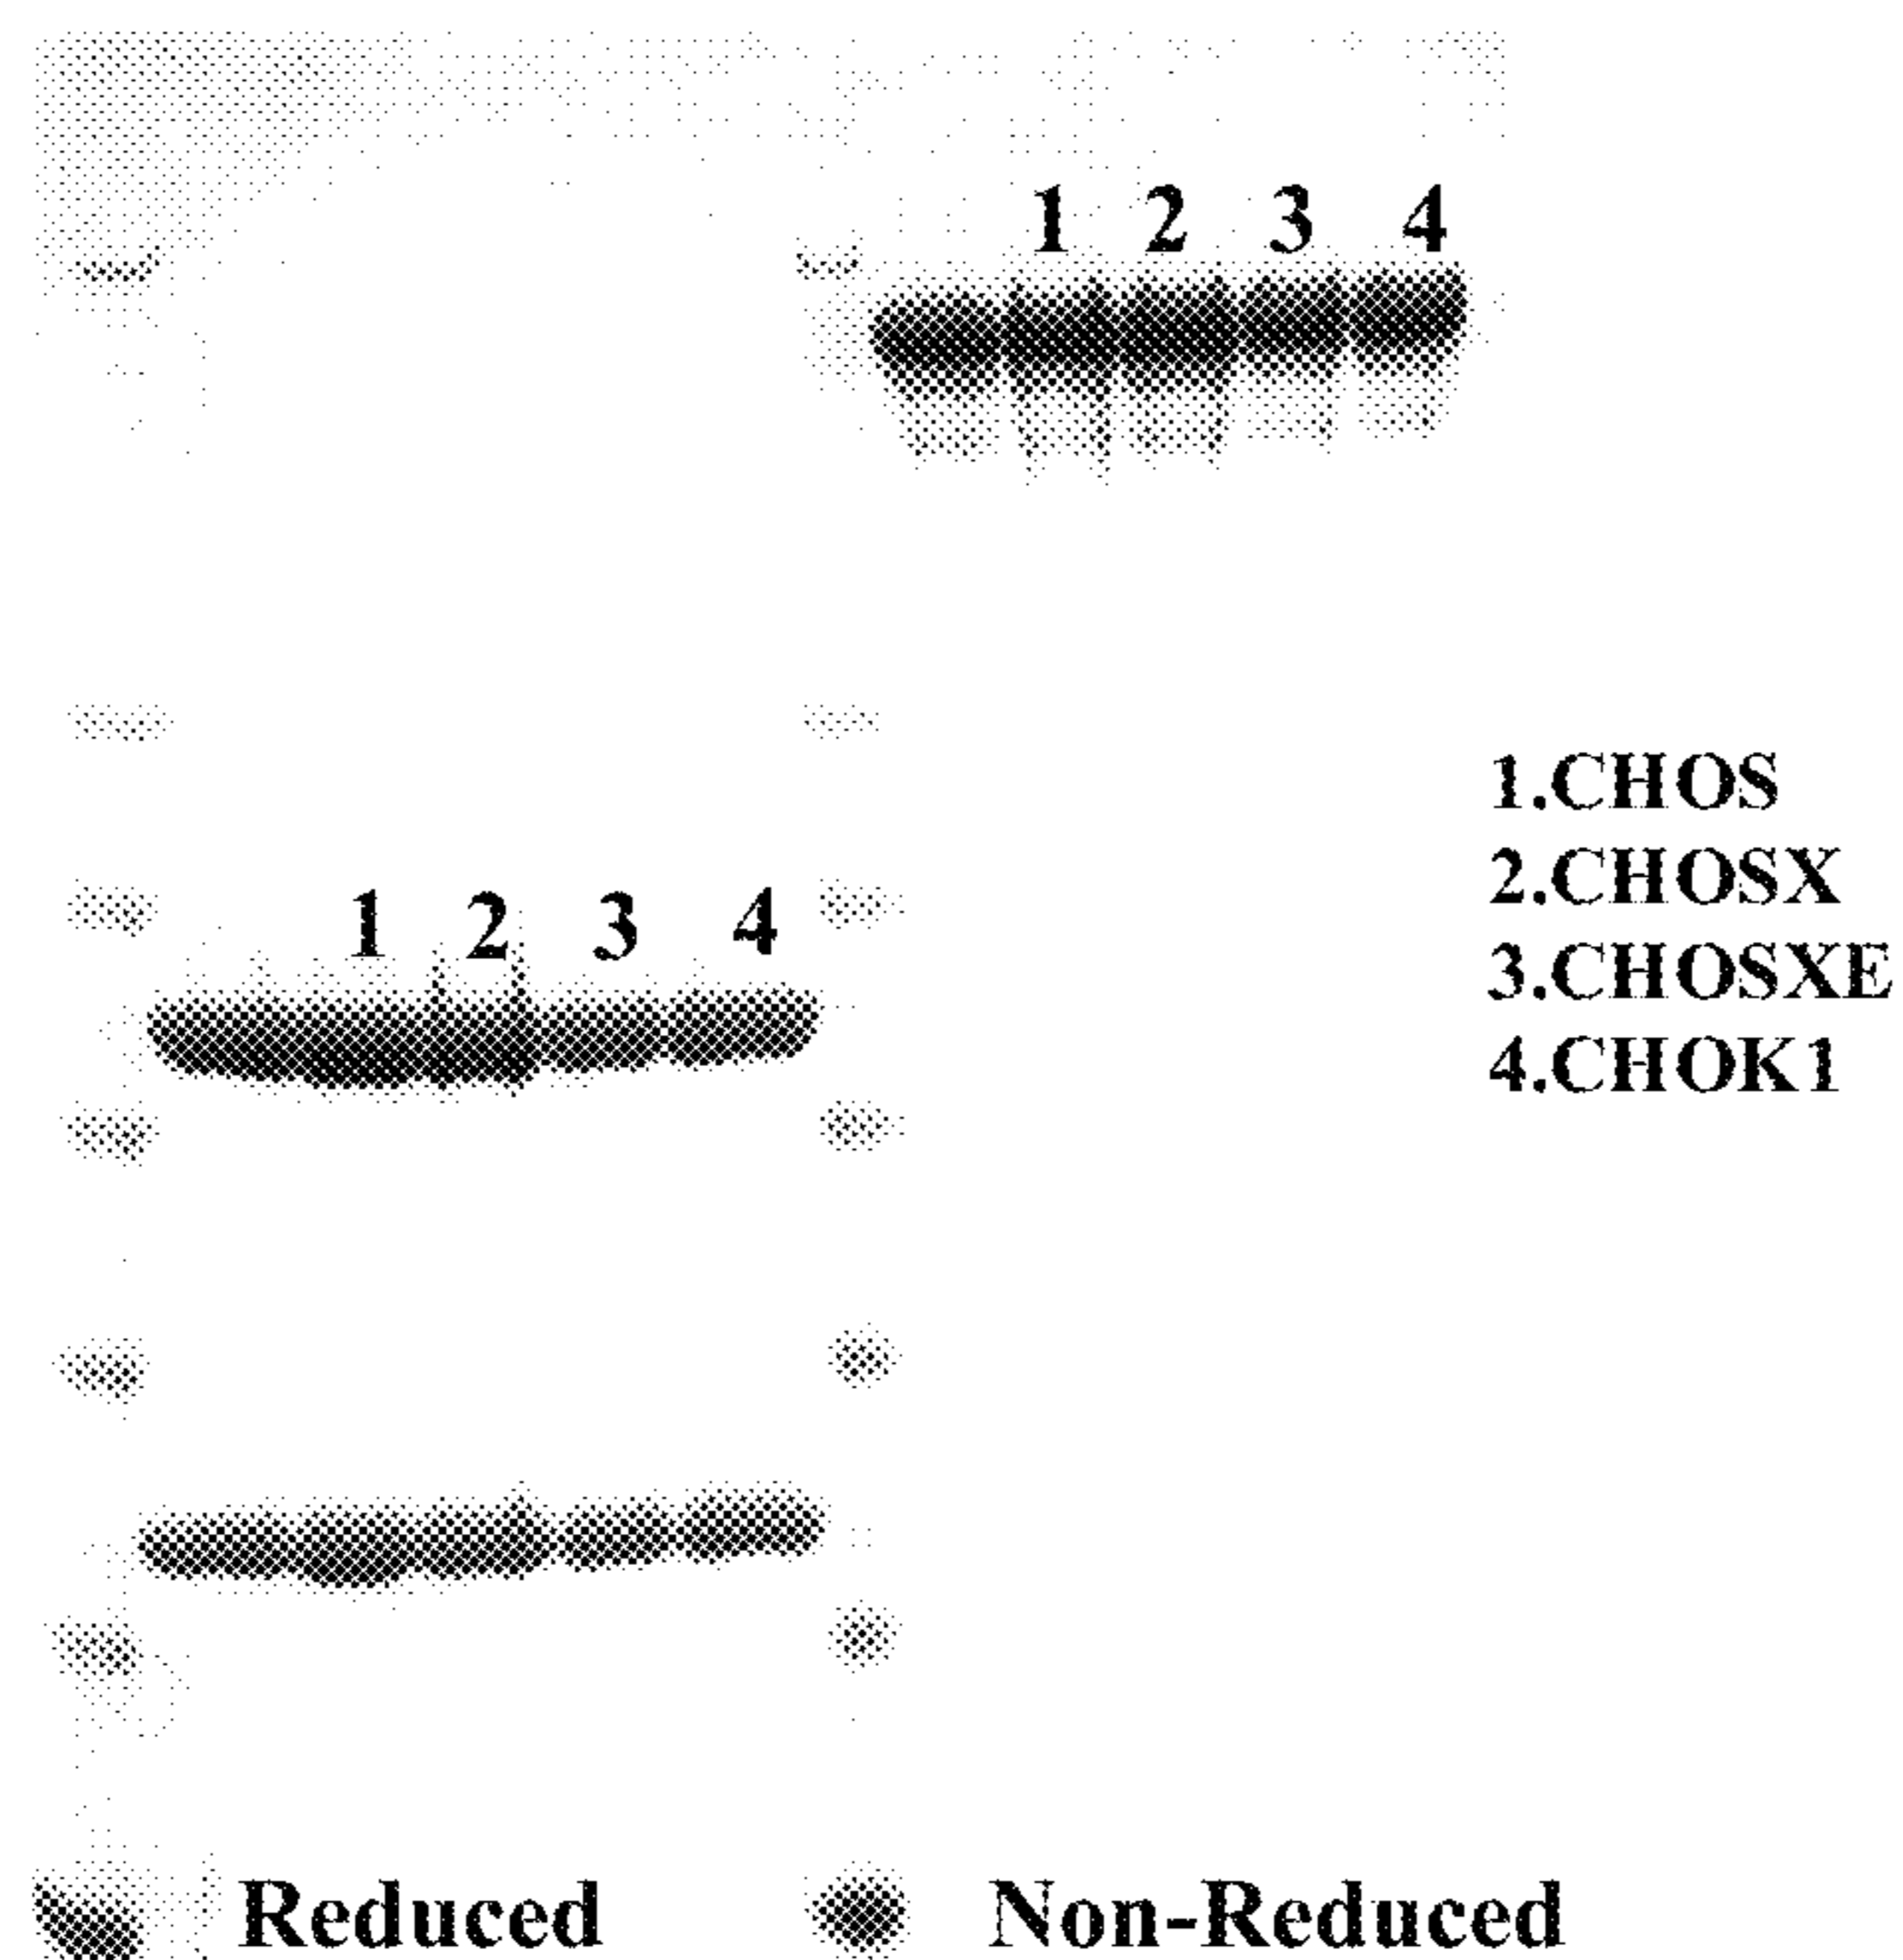 1 2 3 4
1.CHOS
2.CHOSX
1 2 3 4
3.CHOSXE
4.CHOK1
Reduced Non-Reduced